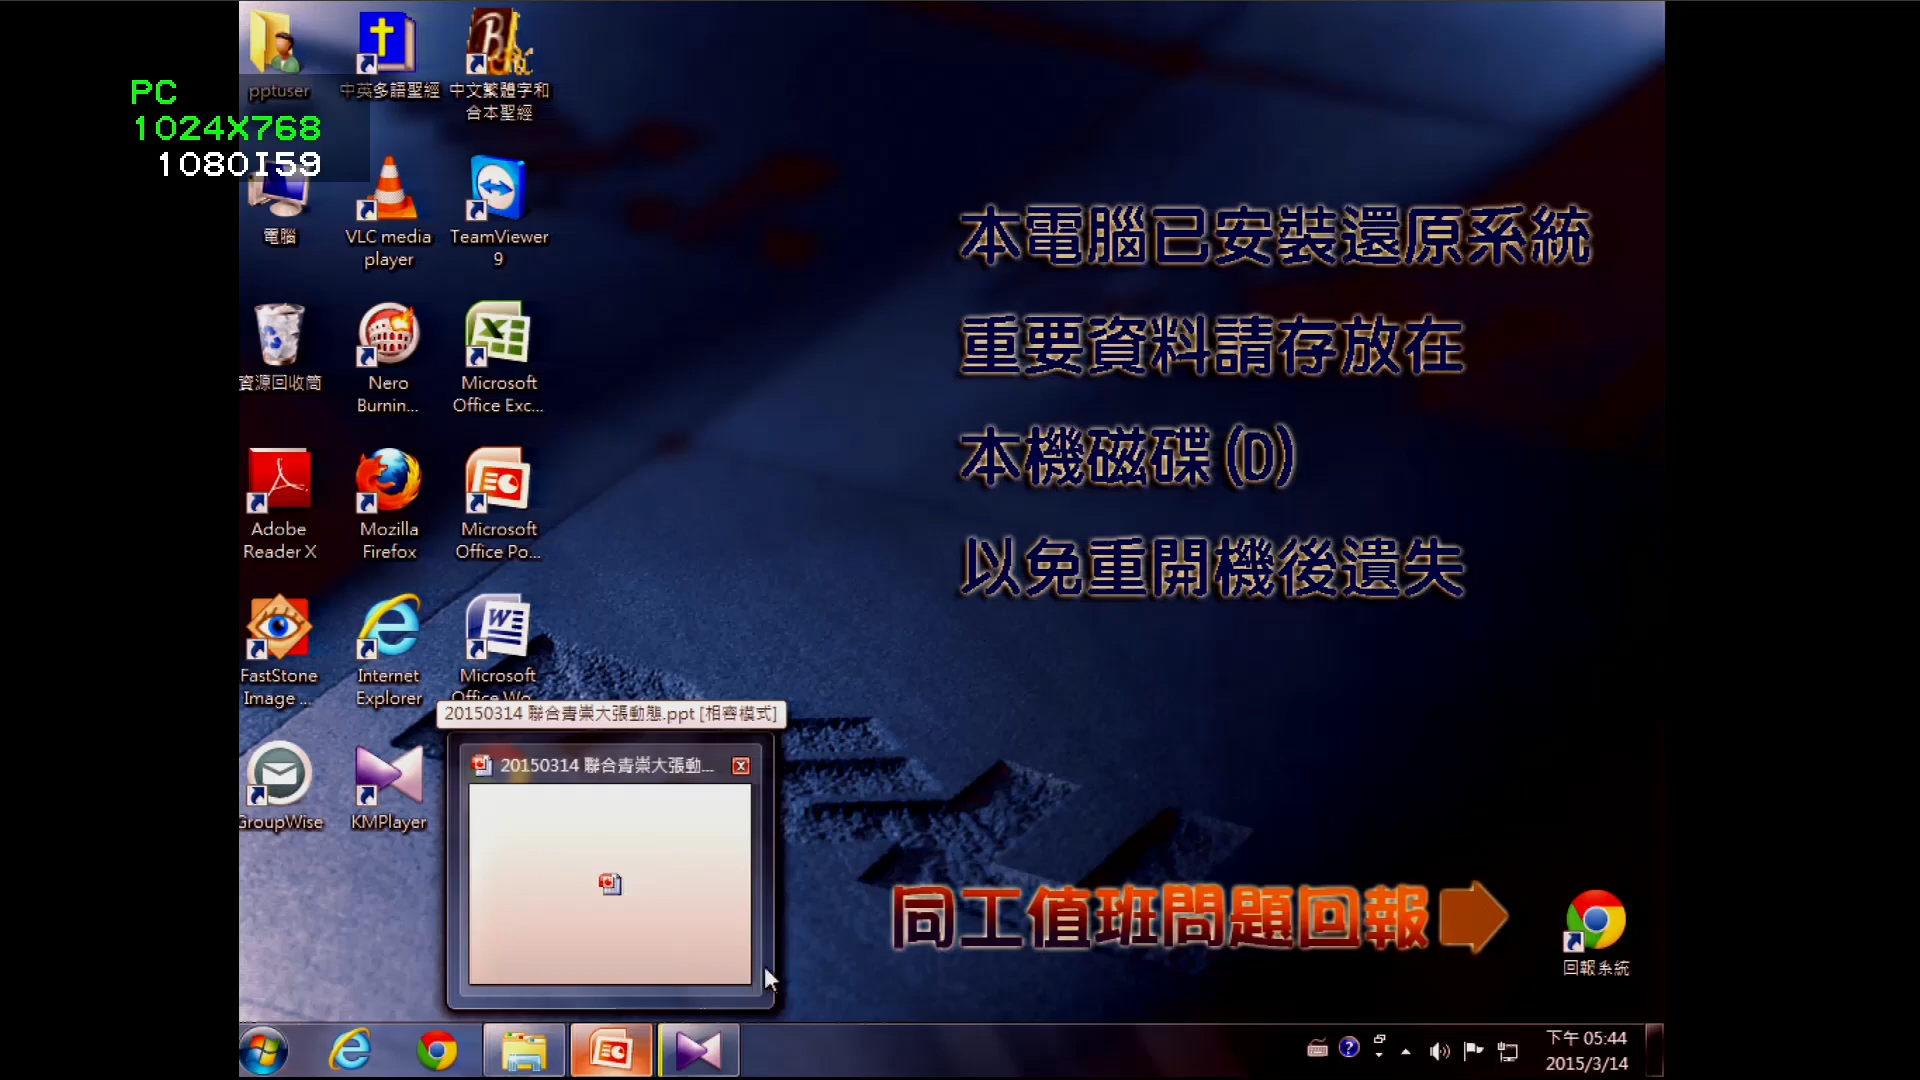 PC
1024X768
1080I59
pptuser
中英多語聖經
中文繁體字和
合本聖經
電腦
VLC media
player
TeamViewer
9
資源回收筒
Nero
Burnin...
Microsoft
Office Exc...
Adobe
Reader X
Mozilla
Firefox
Microsoft
Office Po...
FastStone
Image ...
Internet
Explorer
Microsoft
Office Wo...
GroupWise
KMPlayer
本電腦已安裝還原系統
重要資料請存放在
本機磁碟(D)
以免重開機後遺失
同工值班問題回報
回報系統
20150314 聯合青崇大張動態.ppt [相容模式]
20150314 聯合青崇大張動...
下午 05:44
2015/3/14